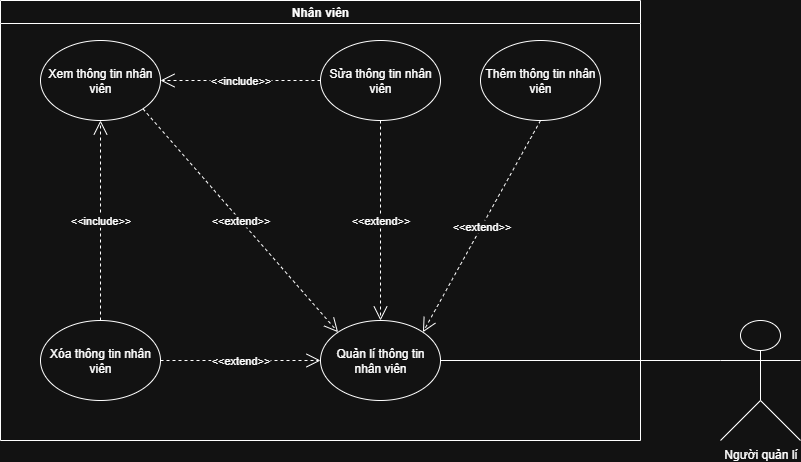 Nhân viên
Xem thông tin nhân
viên
<<include>>
Sửa thông tin nhân
viên
Thêm thông tin nhân
viên
<<include>>
<<extend>>
<<extend>>
<<extend>>
Xóa thông tin nhân
viên
<<extend>>
Quản lí thông tin
nhân viên
Người quản lí